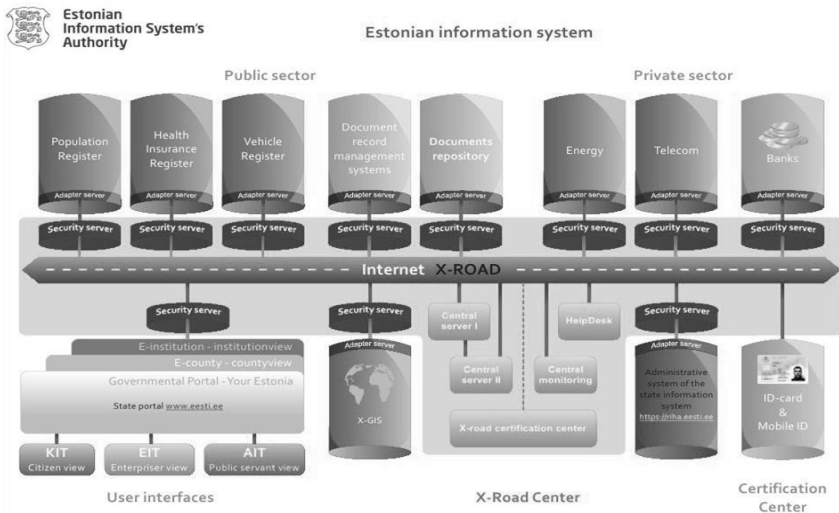 Estonian
Information System's
Authority
Estonian information system
Public sector
Private sector
Population
Register
Adapter server
Health
Insurance
Register
Adapter server
Vehicle
Register
Adapter server
Document
record
management
systems
Adapter server
Documents
repository
Adapter server
Energy
Adapter server
Telecom
Adapter server
Banks
Adapter server
Security server
Security server
Security server
Security server
Security server
Security server
Security server
Security server
Internet X-ROAD
Security server
Security server
Central
server I
HelpDesk
Security server
E-institution - institutionview
E-county - countyview
Governmental Portal - Your Estonia
State portal www.eesti.ee
Adapter server
X-GIS
Central
server II
Central
monitoring
X-road certification center
Adapter server
Administrative
system of the
state information
system
https://riha.eesti.ee
ID-card
&
Mobile ID
KIT
Citizen view
EIT
Enterpriser view
AIT
Public servant view
User interfaces
X-Road Center
Certification
Center